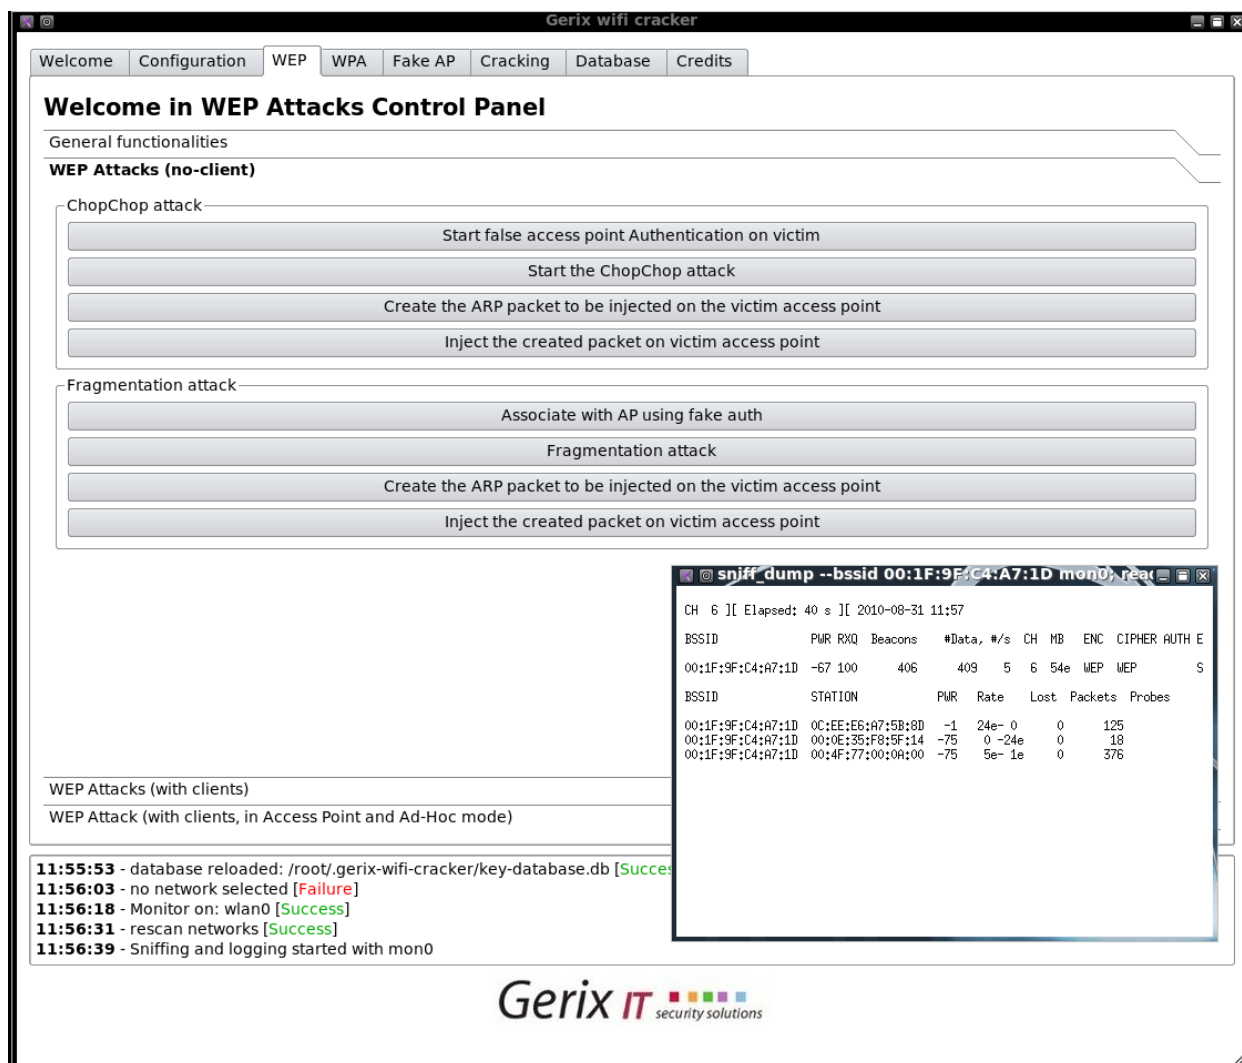 Gerix wifi cracker
Welcome Configuration WEP WPA Fake AP Cracking Database Credits
Welcome in WEP Attacks Control Panel
General functionalities
WEP Attacks (no-client)
ChopChop attack
Start false access point Authentication on victim
Start the ChopChop attack
Create the ARP packet to be injected on the victim access point
Inject the created packet on victim access point
Fragmentation attack
Associate with AP using fake auth
Fragmentation attack
Create the ARP packet to be injected on the victim access point
Inject the created packet on victim access point
sniff_dump --bssid 00:1F:9F:C4:A7:1D mon0; read
CH 6 ][ Elapsed: 40 s ][ 2010-08-31 11:57
BSSID PWR RXQ Beacons #Data, #/s CH MB ENC CIPHER AUTH E
00:1F:9F:C4:A7:1D -67 100 406 409 5 6 54e WEP WEP S
BSSID STATION PWR Rate Lost Packets Probes
00:1F:9F:C4:A7:1D 0C:EE:E6:A7:5B:8D -1 24e- 0 0 125
00:1F:9F:C4:A7:1D 00:0E:35:F8:5F:14 -75 0 -24e 0 18
00:1F:9F:C4:A7:1D 00:4F:77:00:0A:00 -75 5e- 1e 0 376
WEP Attacks (with clients)
WEP Attack (with clients, in Access Point and Ad-Hoc mode)
11:55:53 - database reloaded: /root/.gerix-wifi-cracker/key-database.db [Succes
11:56:03 - no network selected [Failure]
11:56:18 - Monitor on: wlan0 [Success]
11:56:31 - rescan networks [Success]
11:56:39 - Sniffing and logging started with mon0
Gerix IT security solutions